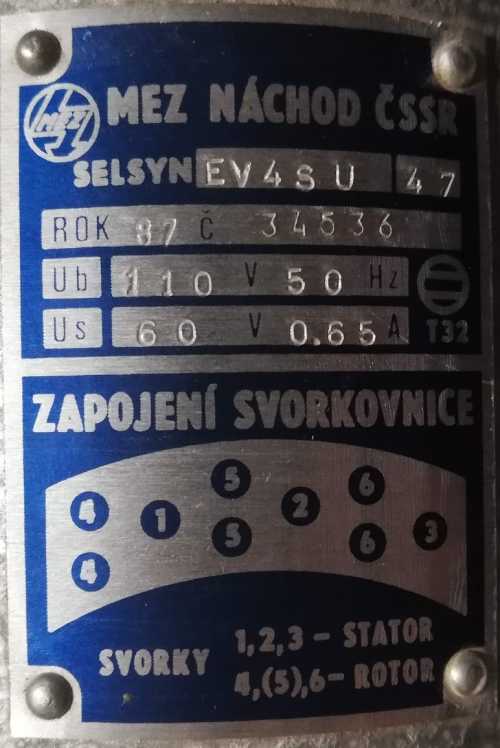 MEZ
MEZ NÁCHOD ČSSR
SELSYN EV4SU 47
ROK 87 Č 34536
Ub 110 V 50 Hz
Us 60 V 0.65 A T32
ZAPOJENÍ SVORKOVNICE
4 1 5 2 6 3
4 5 6
SVORKY 1,2,3 - STATOR
4,(5),6 - ROTOR